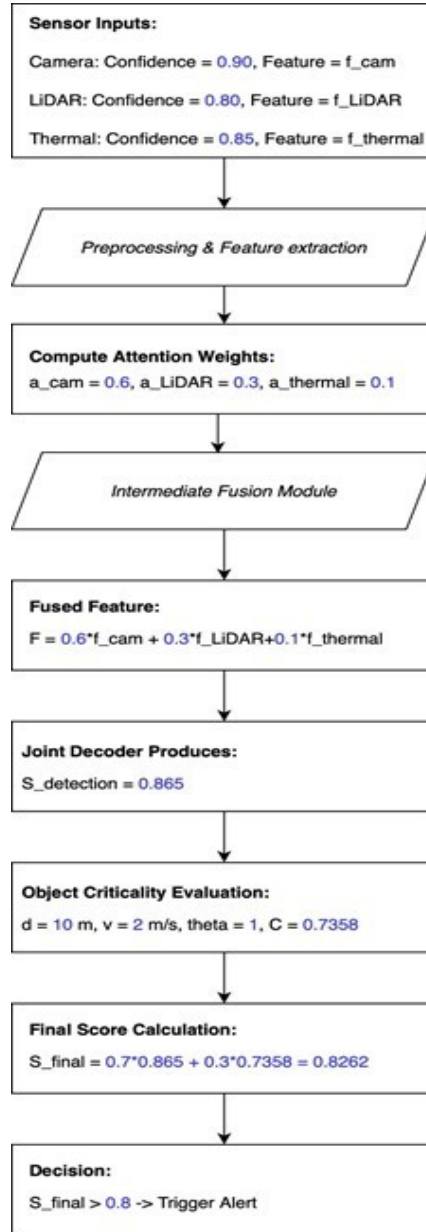 Sensor Inputs:
Camera: Confidence = 0.90, Feature = f_cam
LiDAR: Confidence = 0.80, Feature = f_LiDAR
Thermal: Confidence = 0.85, Feature = f_thermal
Preprocessing & Feature extraction
Compute Attention Weights:
a_cam = 0.6, a_LiDAR = 0.3, a_thermal = 0.1
Intermediate Fusion Module
Fused Feature:
F = 0.6*f_cam + 0.3*f_LiDAR+0.1*f_thermal
Joint Decoder Produces:
S_detection = 0.865
Object Criticality Evaluation:
d = 10 m, v = 2 m/s, theta = 1, C = 0.7358
Final Score Calculation:
S_final = 0.7*0.865 + 0.3*0.7358 = 0.8262
Decision:
S_final > 0.8 -> Trigger Alert